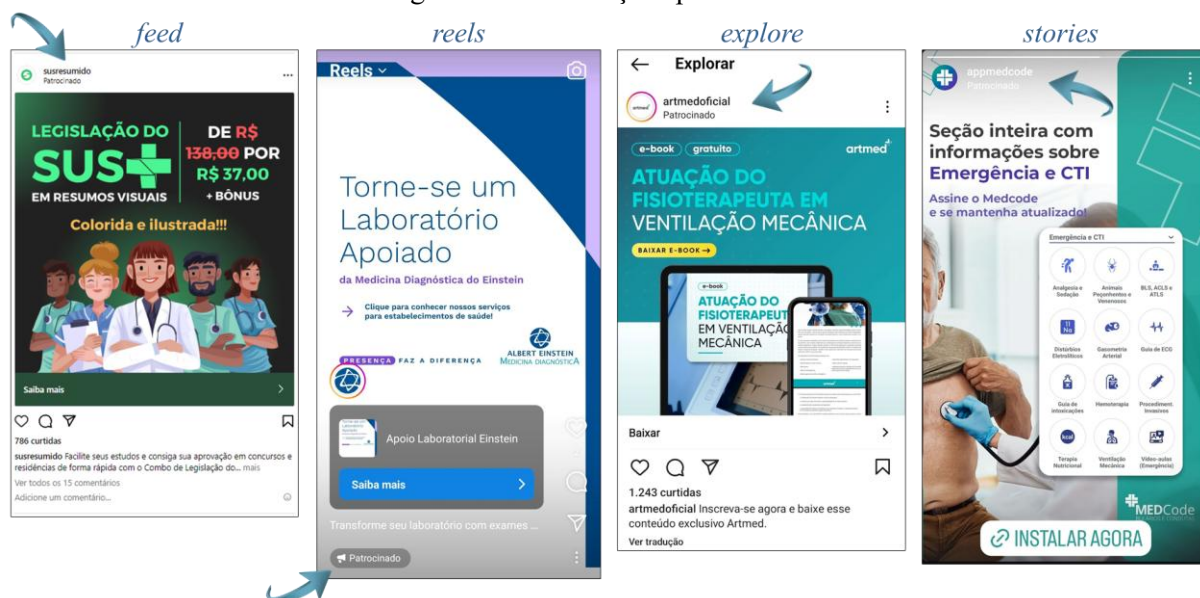 feed
susresumido
Patrocinado
LEGISLAÇÃO DO
SUS
EM RESUMOS VISUAIS
DE R$
138,00 POR
R$ 37,00
+ BÔNUS
Colorida e ilustrada!!!
Saiba mais
786 curtidas
susresumido Facilite seus estudos e consiga sua aprovação em concursos e
residências de forma rápida com o Combo de Legislação do... mais
Ver todos os 15 comentários
Adicione um comentário...
reels
Reels
Torne-se um
Laboratório
Apoiado
da Medicina Diagnóstica do Einstein
Clique para conhecer nossos serviços
para estabelecimentos de saúde!
PRESENÇA FAZ A DIFERENÇA
ALBERT EINSTEIN
MEDICINA DIAGNÓSTICA
Apoio Laboratorial Einstein
Saiba mais
Transforme seu laboratório com exames ...
Patrocinado
explore
Explorar
artmedoficial
Patrocinado
e-book gratuito
artmed
ATUAÇÃO DO
FISIOTERAPEUTA EM
VENTILAÇÃO MECÂNICA
BAIXAR E-BOOK →
e-book
ATUAÇÃO DO
FISIOTERAPEUT
EM VENTILAÇÃO
MECÂNICA
artmed
Baixar
1.243 curtidas
artmedoficial Inscreva-se agora e baixe esse
conteúdo exclusivo Artmed.
Ver tradução
stories
appmedcode
Patrocinado
Seção inteira com
informações sobre
Emergência e CTI
Assine o Medcode
e se mantenha atualizado!
Emergência e CTI
Analgesia e
Sedação
Animais
Peçonhentos e
Venenosos
BLS, ACLS e
ATLS
11
Na
Distúrbios
Eletrolíticos
Gasometria
Arterial
Guia de ECG
Guia de
Intoxicações
Hemoterapia
Procediment.
Invasivos
kcal
Terapia
Nutricional
Ventilação
Mecânica
Vídeo-aulas
(Emergência)
MEDCode
INSTALAR AGORA